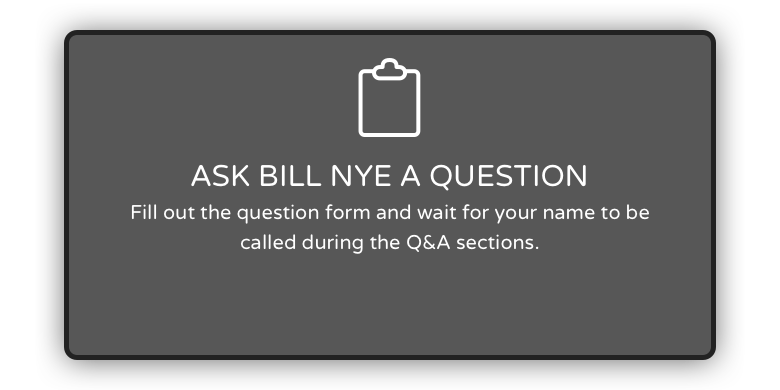 ASK BILL NYE A QUESTION
Fill out the question form and wait for your name to be
called during the Q&A sections.